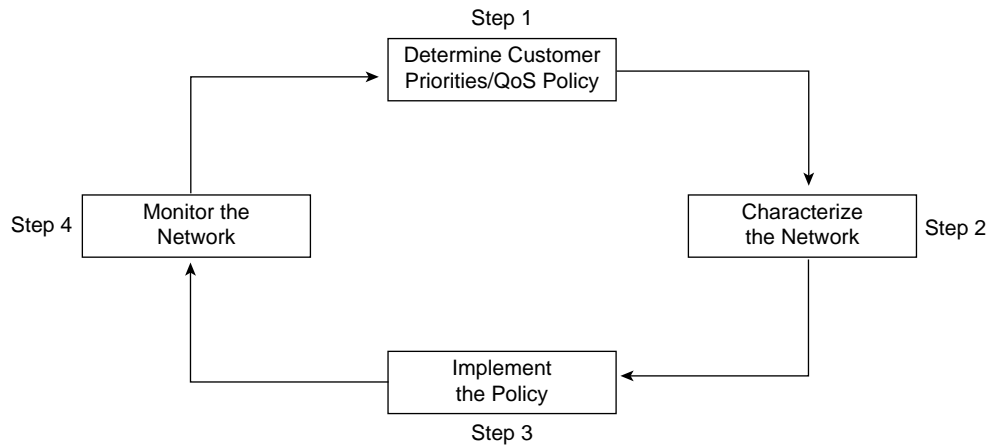 Step 1
Determine Customer
Priorities/QoS Policy
Characterize
the Network
Step 2
Implement
the Policy
Step 3
Monitor the
Network
Step 4